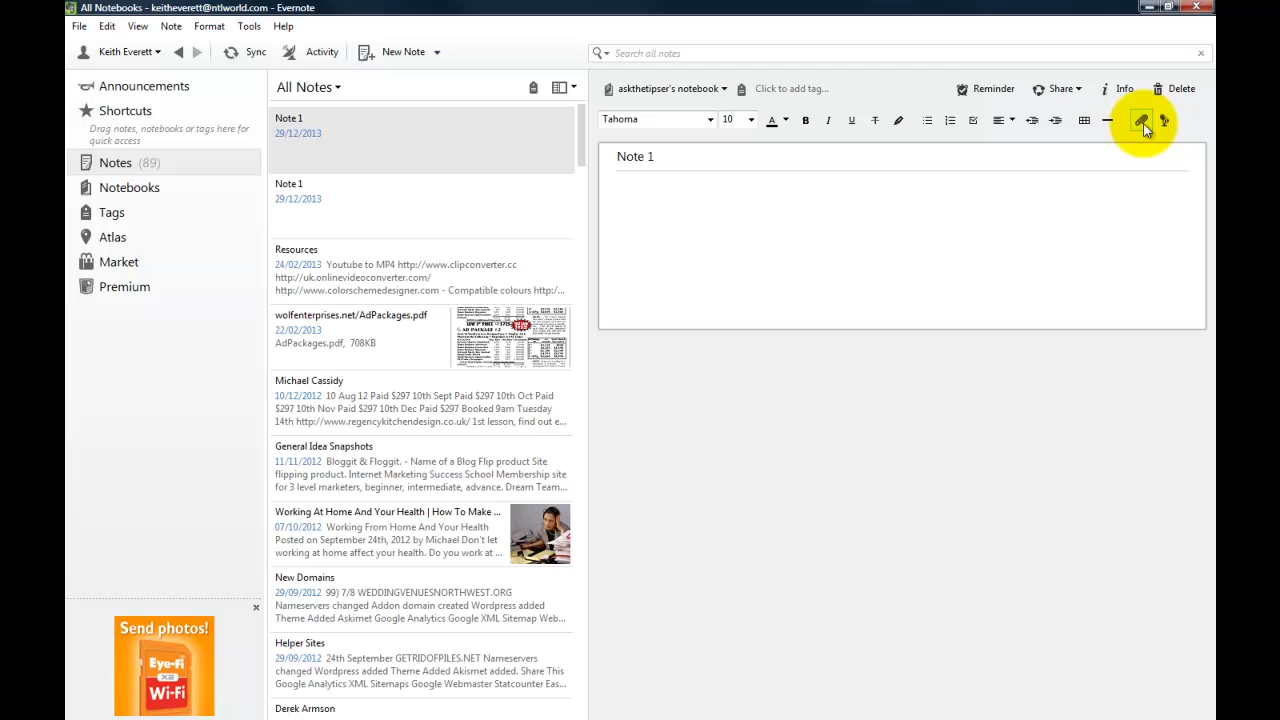 All Notebooks - keitheverett@ntlworld.com - Evernote
File Edit View Note Format Tools Help
Keith Everett Sync Activity New Note Search all notes
Announcements
Shortcuts
Drag notes, notebooks or tags here for
quick access
Notes (89)
Notebooks
Tags
Atlas
Market
Premium
Send photos!
Eye-Fi
X2
Wi-Fi
All Notes
Note 1
29/12/2013
Note 1
29/12/2013
Resources
24/02/2013 Youtube to MP4 http://www.clipconverter.cc
http://uk.onlinevideoconverter.com/
http://www.colorschemedesigner.com - Compatible colours http:/...
wolfenterprises.net/AdPackages.pdf
22/02/2013
AdPackages.pdf, 708KB
Michael Cassidy
10/12/2012 10 Aug 12 Paid $297 10th Sept Paid $297 10th Oct Paid
$297 10th Nov Paid $297 10th Dec Paid $297 Booked 9am Tuesday
14th http://www.regencykitchendesign.co.uk/ 1st lesson, find out e...
General Idea Snapshots
11/11/2012 Bloggit & Floggit. - Name of a Blog Flip product Site
flipping product. Internet Marketing Success School Membership site
for 3 level marketers, beginner, intermediate, advance. Dream Team...
Working At Home And Your Health | How To Make ...
07/10/2012 Working From Home And Your Health
Posted on September 24th, 2012 by Michael Don't let
working at home affect your health. Do you work at ...
New Domains
29/09/2012 99) 7/8 WEDDINGVENUESNORTHWEST.ORG
Nameservers changed Addon domain created Wordpress added
Theme Added Askimet Google Analytics Google XML Sitemap Web...
Helper Sites
29/09/2012 24th September GETRIDOFFILES.NET Nameservers
changed Wordpress added Theme Added Akismet added. Share This
Google Analytics XML Sitemaps Google Webmaster Statcounter Eas...
Derek Armson
askthetipser's notebook Click to add tag... Reminder Share Info Delete
Tahoma 10 A B I U T
Note 1